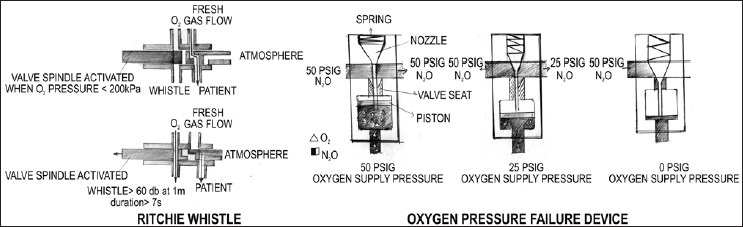 FRESH
O2 GAS FLOW
ATMOSPHERE
VALVE SPINDLE ACTIVATED
WHEN O2 PRESSURE < 200kPa
WHISTLE PATIENT
FRESH
O2 GAS FLOW
ATMOSPHERE
VALVE SPINDLE ACTIVATED
PATIENT
WHISTLE> 60 db at 1m
duration> 7s
RITCHIE WHISTLE
SPRING
NOZZLE
50 PSIG
N2O
50 PSIG
N2O
VALVE SEAT
PISTON
△ O2
N2O
50 PSIG
OXYGEN SUPPLY PRESSURE
50 PSIG
N2O
25 PSIG
N2O
25 PSIG
OXYGEN SUPPLY PRESSURE
50 PSIG
N2O
0 PSIG
OXYGEN SUPPLY PRESSURE
OXYGEN PRESSURE FAILURE DEVICE